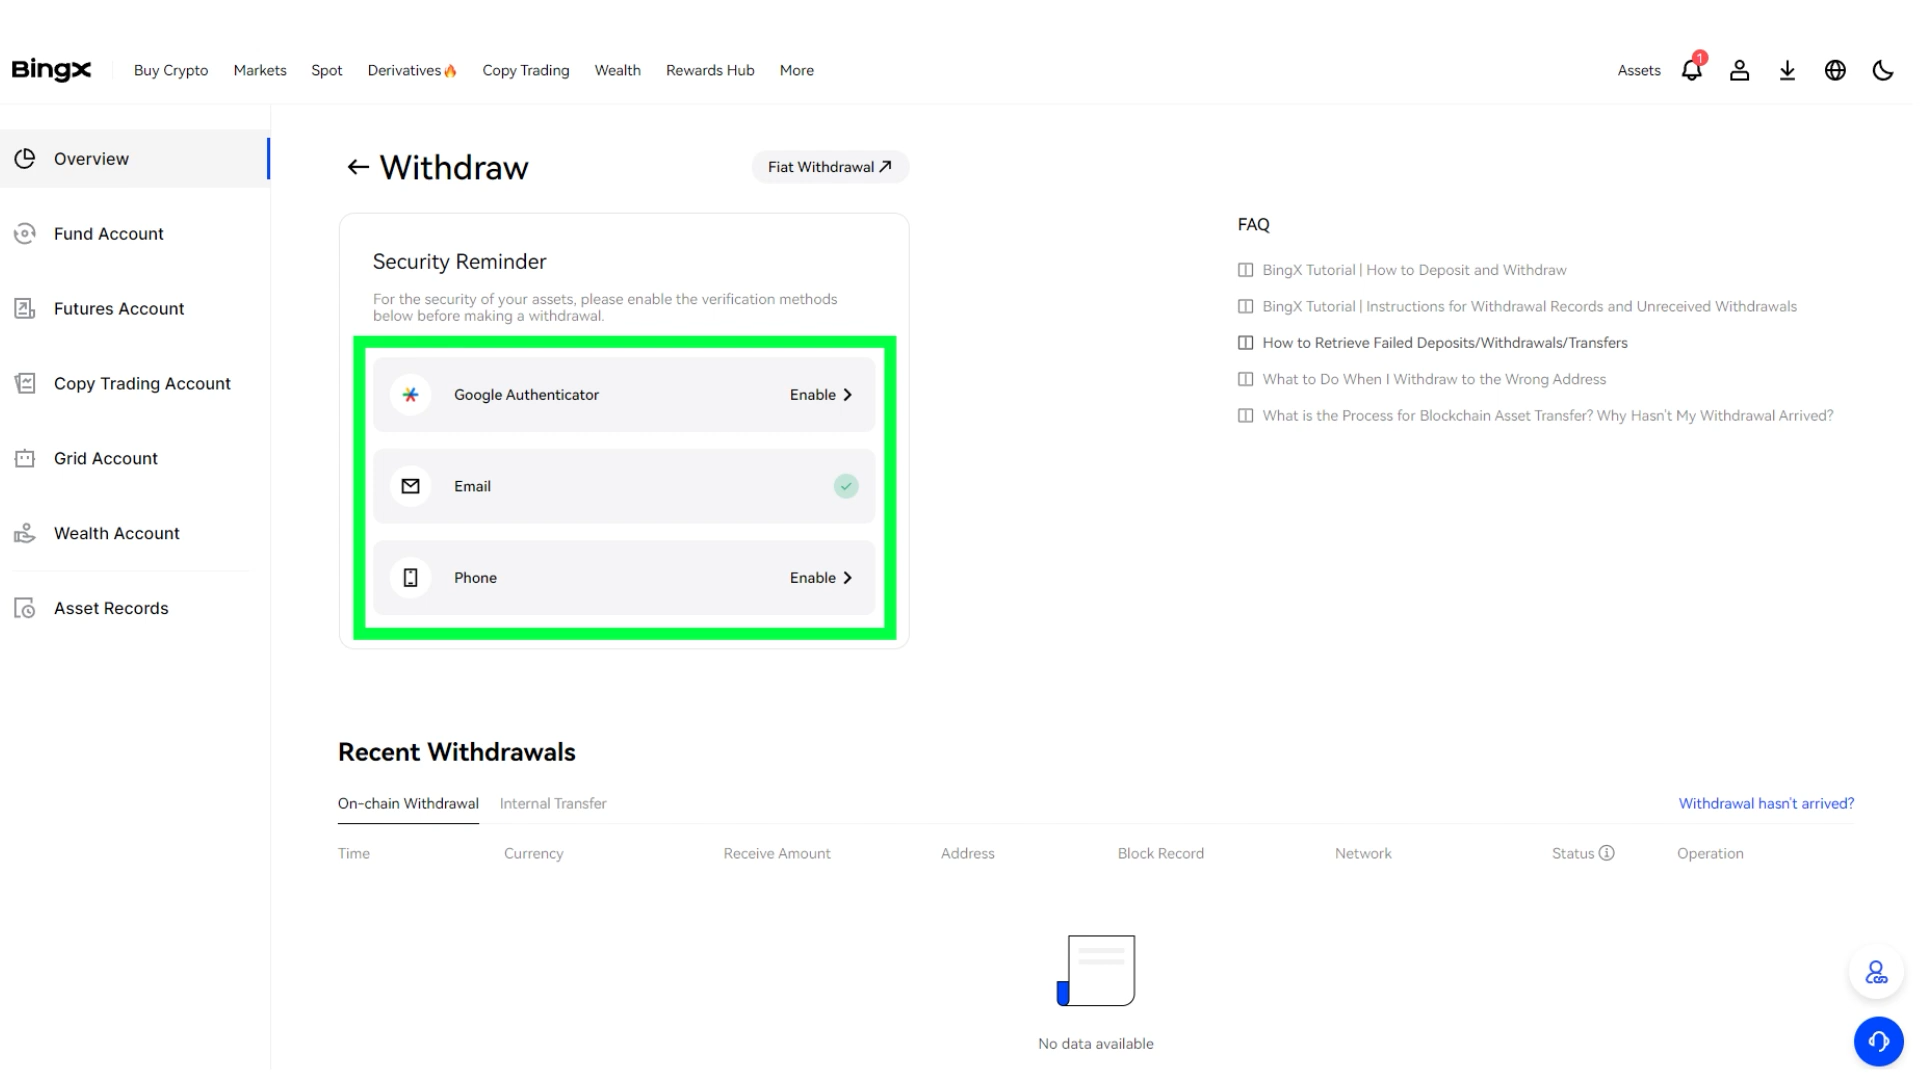 BingX
Buy Crypto Markets Spot Derivatives Copy Trading Wealth Rewards Hub More
Assets 1
Overview
Fund Account
Futures Account
Copy Trading Account
Grid Account
Wealth Account
Asset Records
Withdraw
Fiat Withdrawal
Security Reminder
For the security of your assets, please enable the verification methods
below before making a withdrawal.
Google Authenticator Enable
Email
Phone Enable
FAQ
BingX Tutorial | How to Deposit and Withdraw
BingX Tutorial | Instructions for Withdrawal Records and Unreceived Withdrawals
How to Retrieve Failed Deposits/Withdrawals/Transfers
What to Do When I Withdraw to the Wrong Address
What is the Process for Blockchain Asset Transfer? Why Hasn't My Withdrawal Arrived?
Recent Withdrawals
On-chain Withdrawal Internal Transfer Withdrawal hasn't arrived?
Time Currency Receive Amount Address Block Record Network Status Operation
No data available